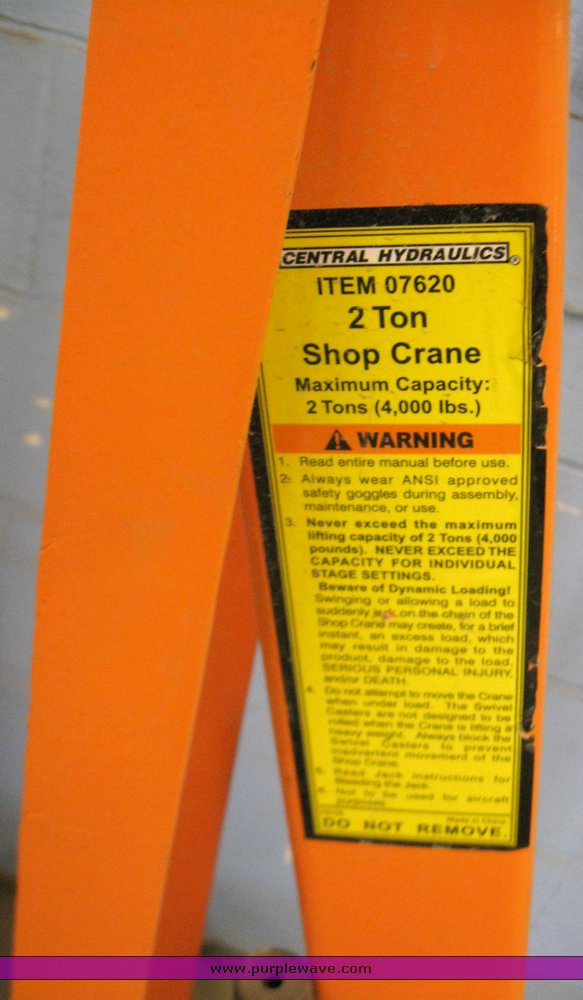 CENTRAL HYDRAULICS®
ITEM 07620
2 Ton
Shop Crane
Maximum Capacity:
2 Tons (4,000 lbs.)
WARNING
1. Read entire manual before use.
2. Always wear ANSI approved
safety goggles during assembly,
maintenance, or use.
3. Never exceed the maximum
lifting capacity of 2 Tons (4,000
pounds). NEVER EXCEED THE
CAPACITY FOR INDIVIDUAL
STAGE SETTINGS.
Beware of Dynamic Loading!
Swinging or allowing a load to
suddenly jerk on the chain of the
Shop Crane may create, for a brief
instant, an excess load, which
may result in damage to the
product, damage to the load,
SERIOUS PERSONAL INJURY,
and/or DEATH.
4. Do not attempt to move the Crane
when under load. The Swivel
Casters are not designed to be
rolled when the Crane is lifting a
heavy weight. Always block the
Swivel Casters to prevent
inadvertent movement of the
Shop Crane.
5. Read Jack instructions for
Bleeding the Jack.
6. Not to be used for aircraft
purposes.
Made in China
DO NOT REMOVE.
www.purplewave.com